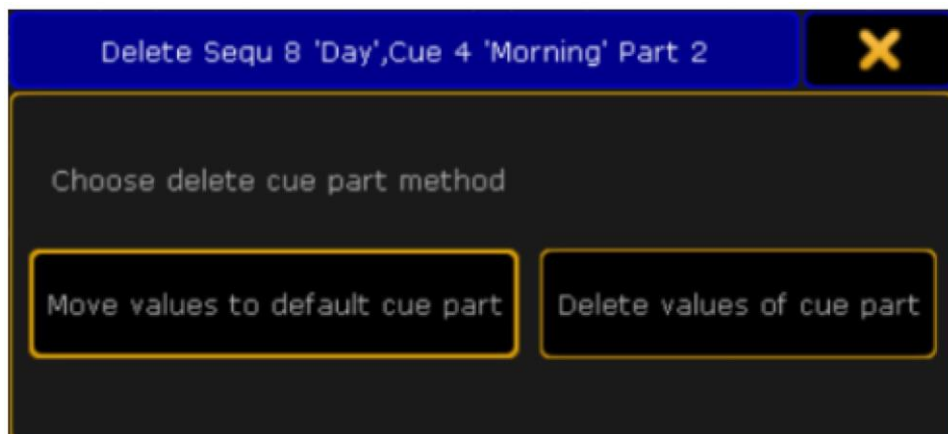 Delete Sequ 8 'Day',Cue 4 'Morning' Part 2
Choose delete cue part method
Move values to default cue part
Delete values of cue part